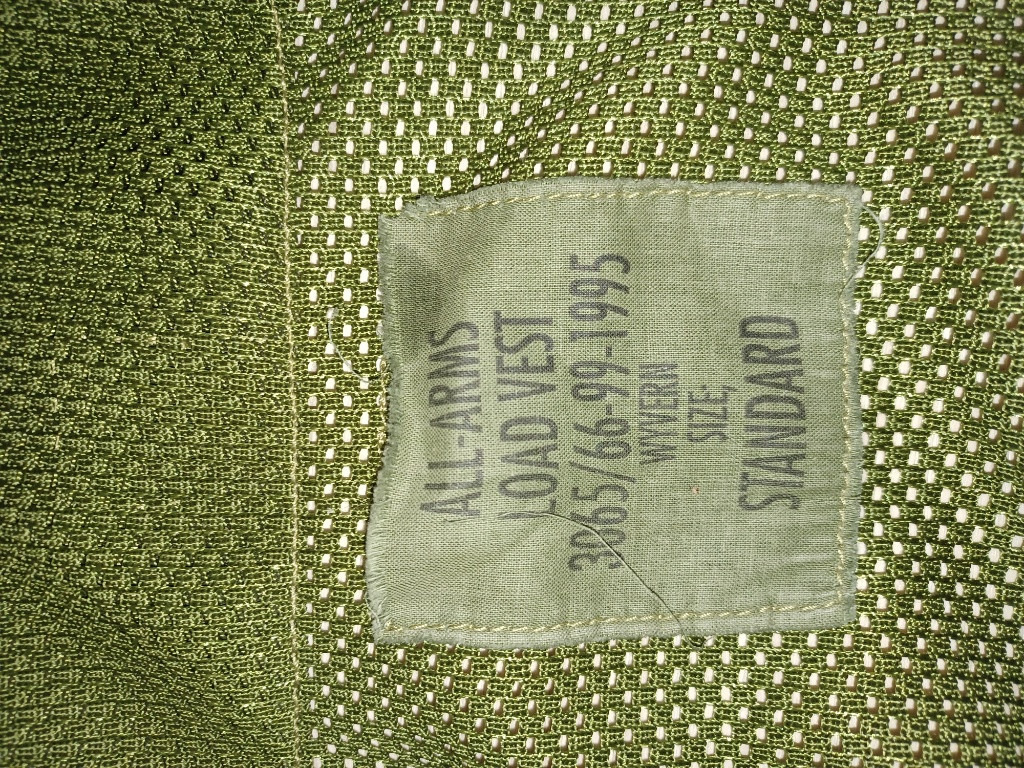 ALL-ARMS
LOAD VEST
3065/66-99-1995
WYVERN
SIZE;
STANDARD